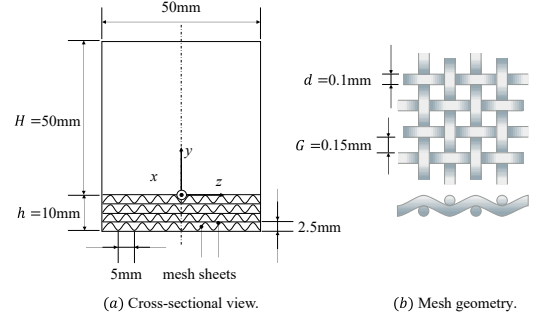 50mm
H =50mm
y
x
z
h =10mm
2.5mm
5mm
mesh sheets
(a) Cross-sectional view.
d =0.1mm
G =0.15mm
(b) Mesh geometry.